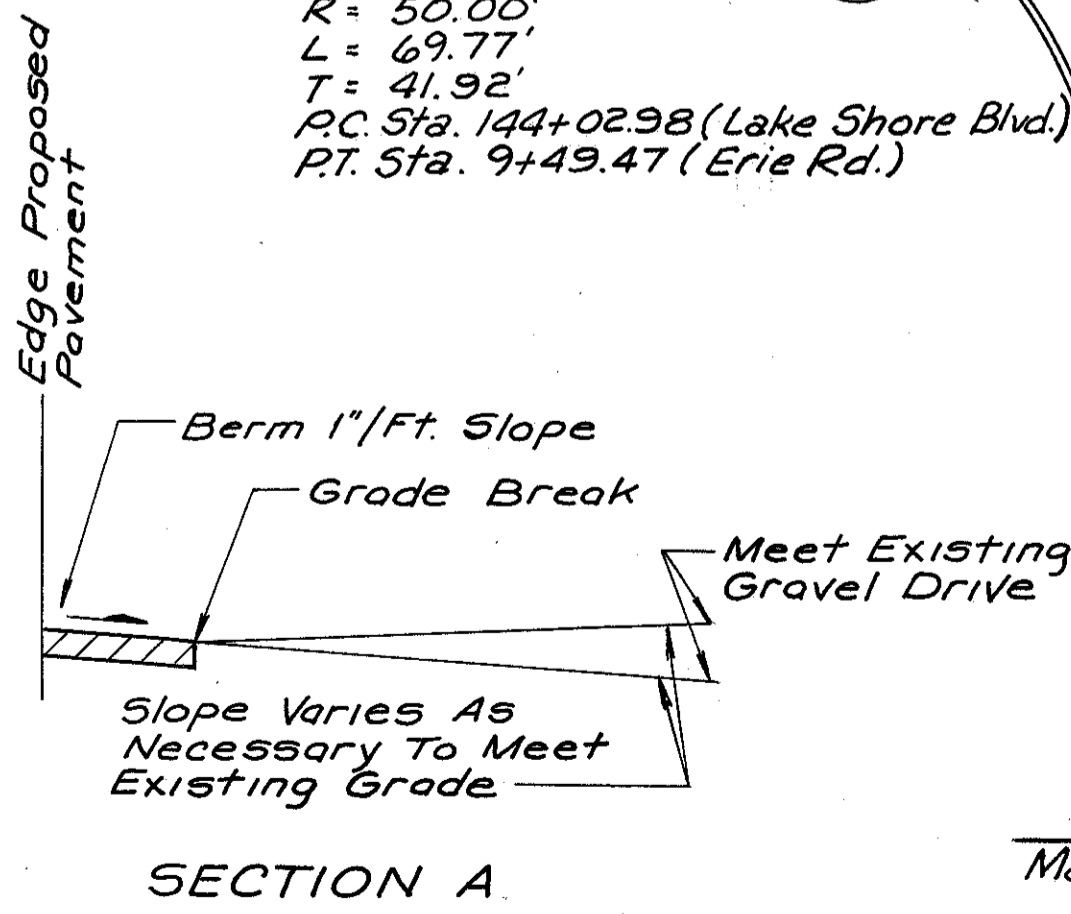 R = 50.00'
L = 69.77'
T = 41.92'
P.C. Sta. 144+02.98 (Lake Shore Blvd.)
P.T. Sta. 9+49.47 (Erie Rd.)
Edge Proposed
Pavement
Berm 1"/Ft. Slope
Grade Break
Meet Existing
Gravel Drive
Slope Varies As
Necessary To Meet
Existing Grade
SECTION A